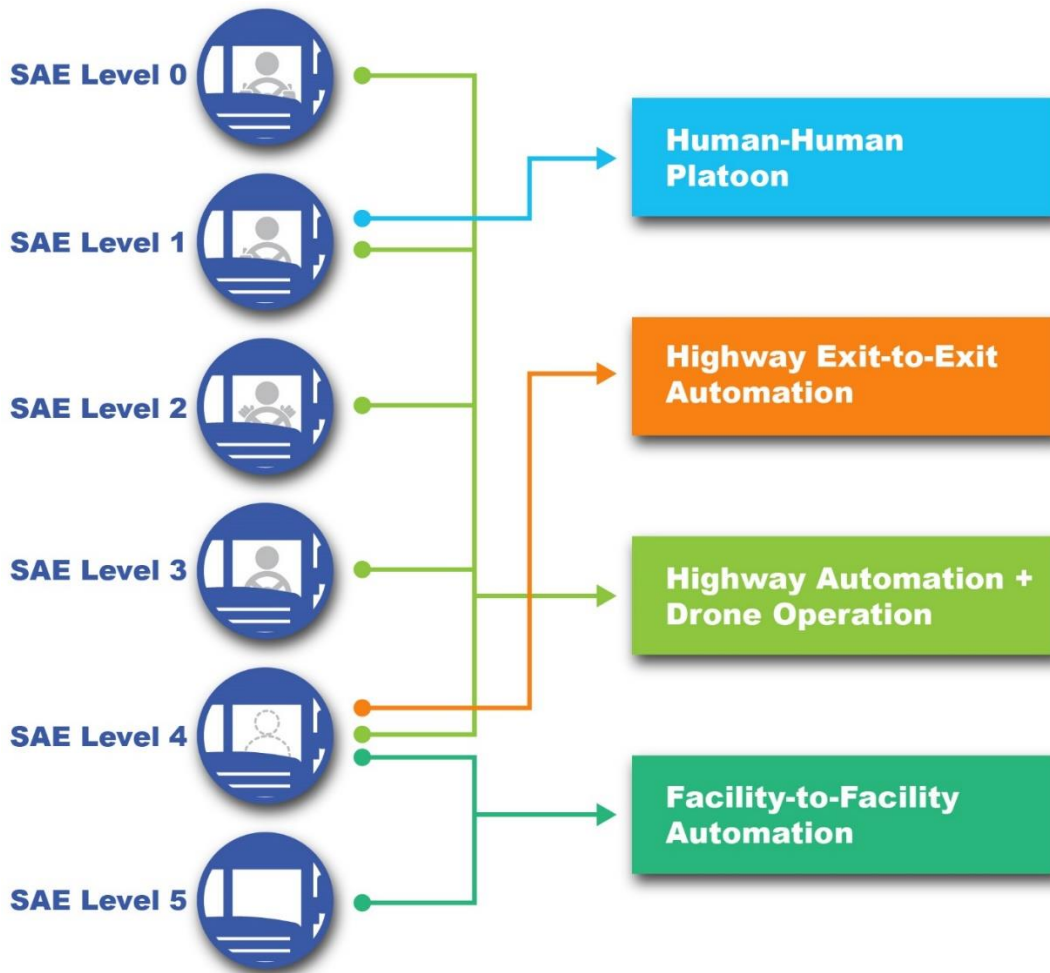 SAE Level 0
SAE Level 1
SAE Level 2
SAE Level 3
SAE Level 4
SAE Level 5
Human-Human
Platoon
Highway Exit-to-Exit
Automation
Highway Automation +
Drone Operation
Facility-to-Facility
Automation